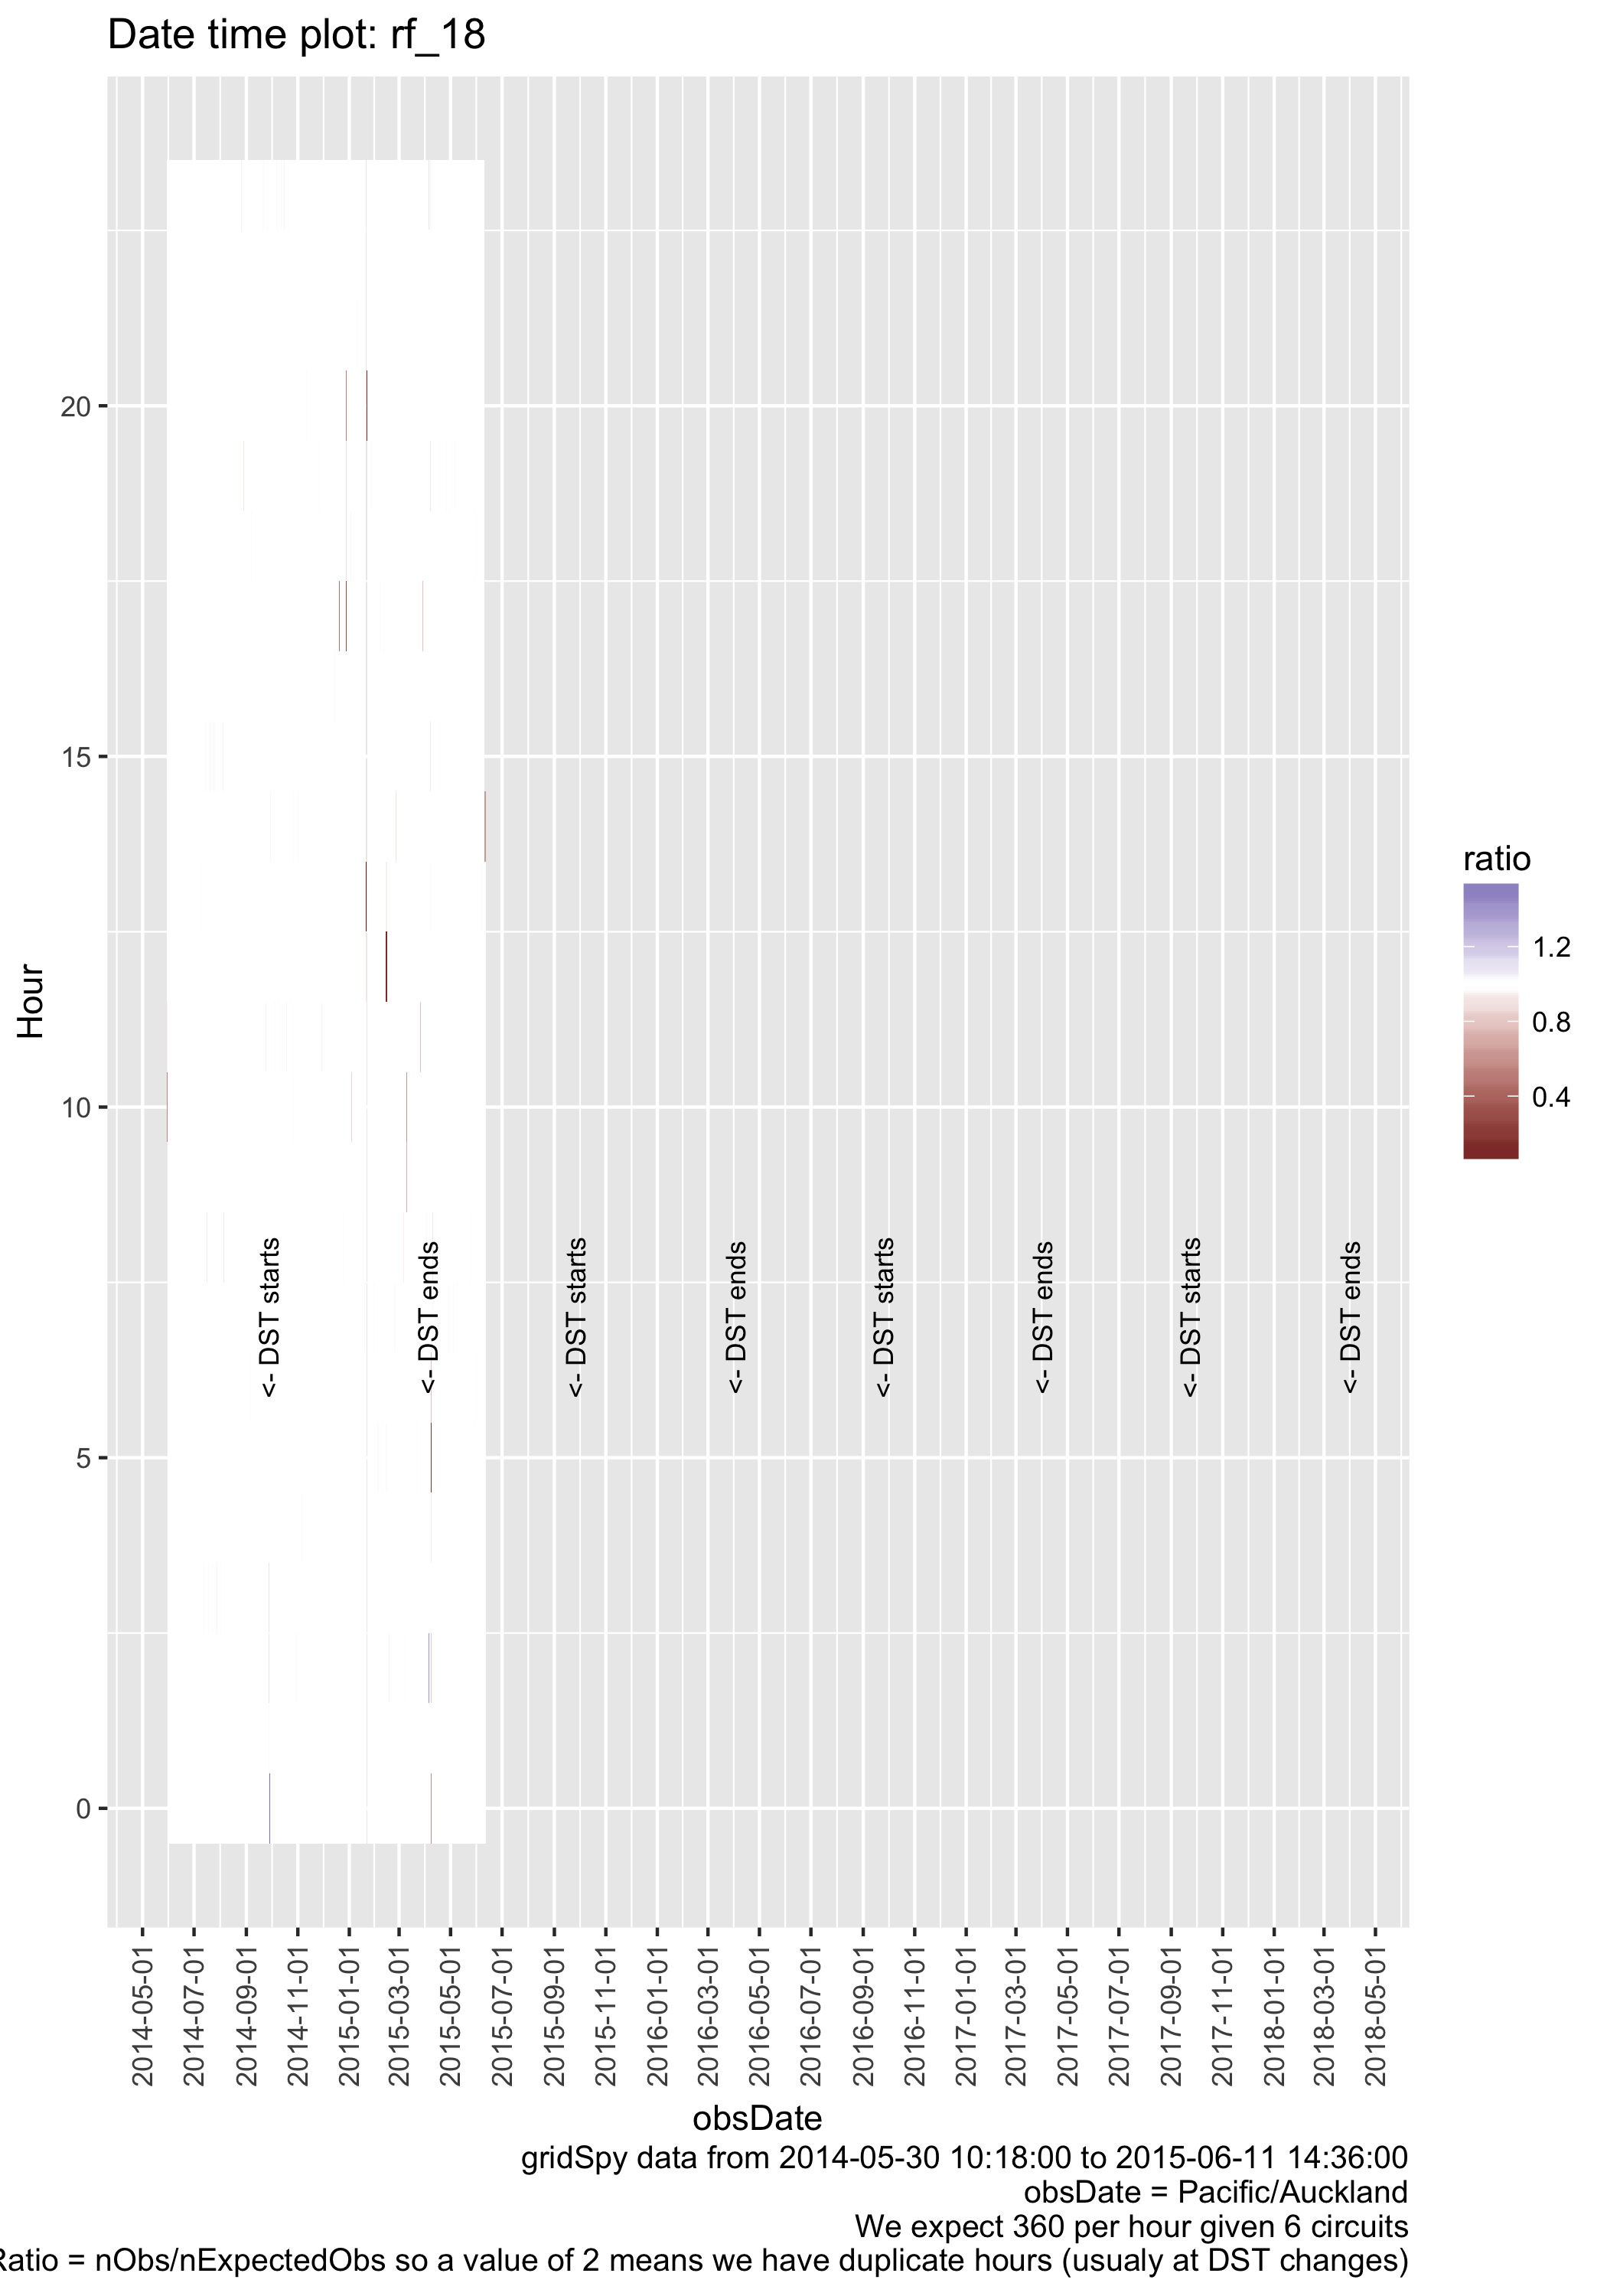 Date time plot: rf_18
20
15
10
5
0
Hour
<- DST starts
<- DST ends
<- DST starts
<- DST ends
<- DST starts
<- DST ends
<- DST starts
<- DST ends
ratio
1.2
0.8
0.4
2014-05-01
2014-07-01
2014-09-01
2014-11-01
2015-01-01
2015-03-01
2015-05-01
2015-07-01
2015-09-01
2015-11-01
2016-01-01
2016-03-01
2016-05-01
2016-07-01
2016-09-01
2016-11-01
2017-01-01
2017-03-01
2017-05-01
2017-07-01
2017-09-01
2017-11-01
2018-01-01
2018-03-01
2018-05-01
obsDate
gridSpy data from 2014-05-30 10:18:00 to 2015-06-11 14:36:00
obsDate = Pacific/Auckland
We expect 360 per hour given 6 circuits
Ratio = nObs/nExpectedObs so a value of 2 means we have duplicate hours (usualy at DST changes)